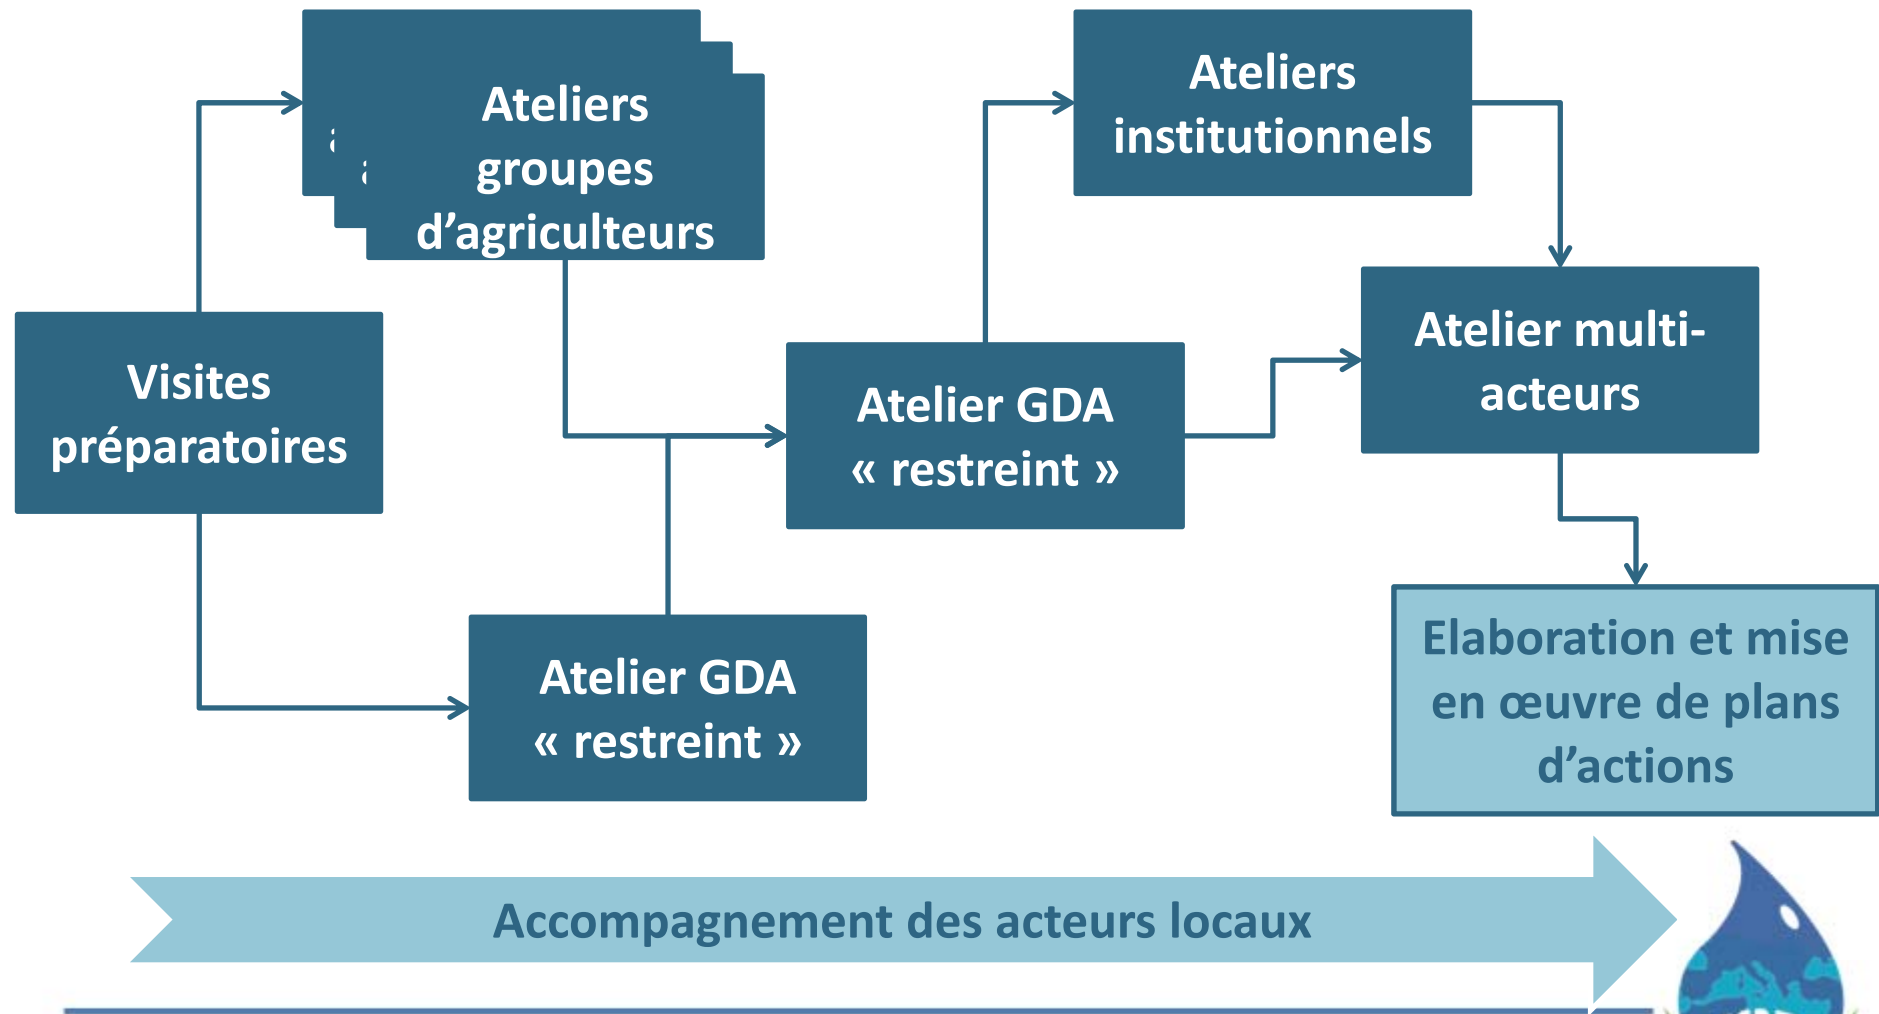 Ateliers
groupes
d’agriculteurs
Ateliers
institutionnels
Visites
préparatoires
Atelier GDA
« restreint »
Atelier multi-
acteurs
Atelier GDA
« restreint »
Elaboration et mise
en œuvre de plans
d’actions
Accompagnement des acteurs locaux